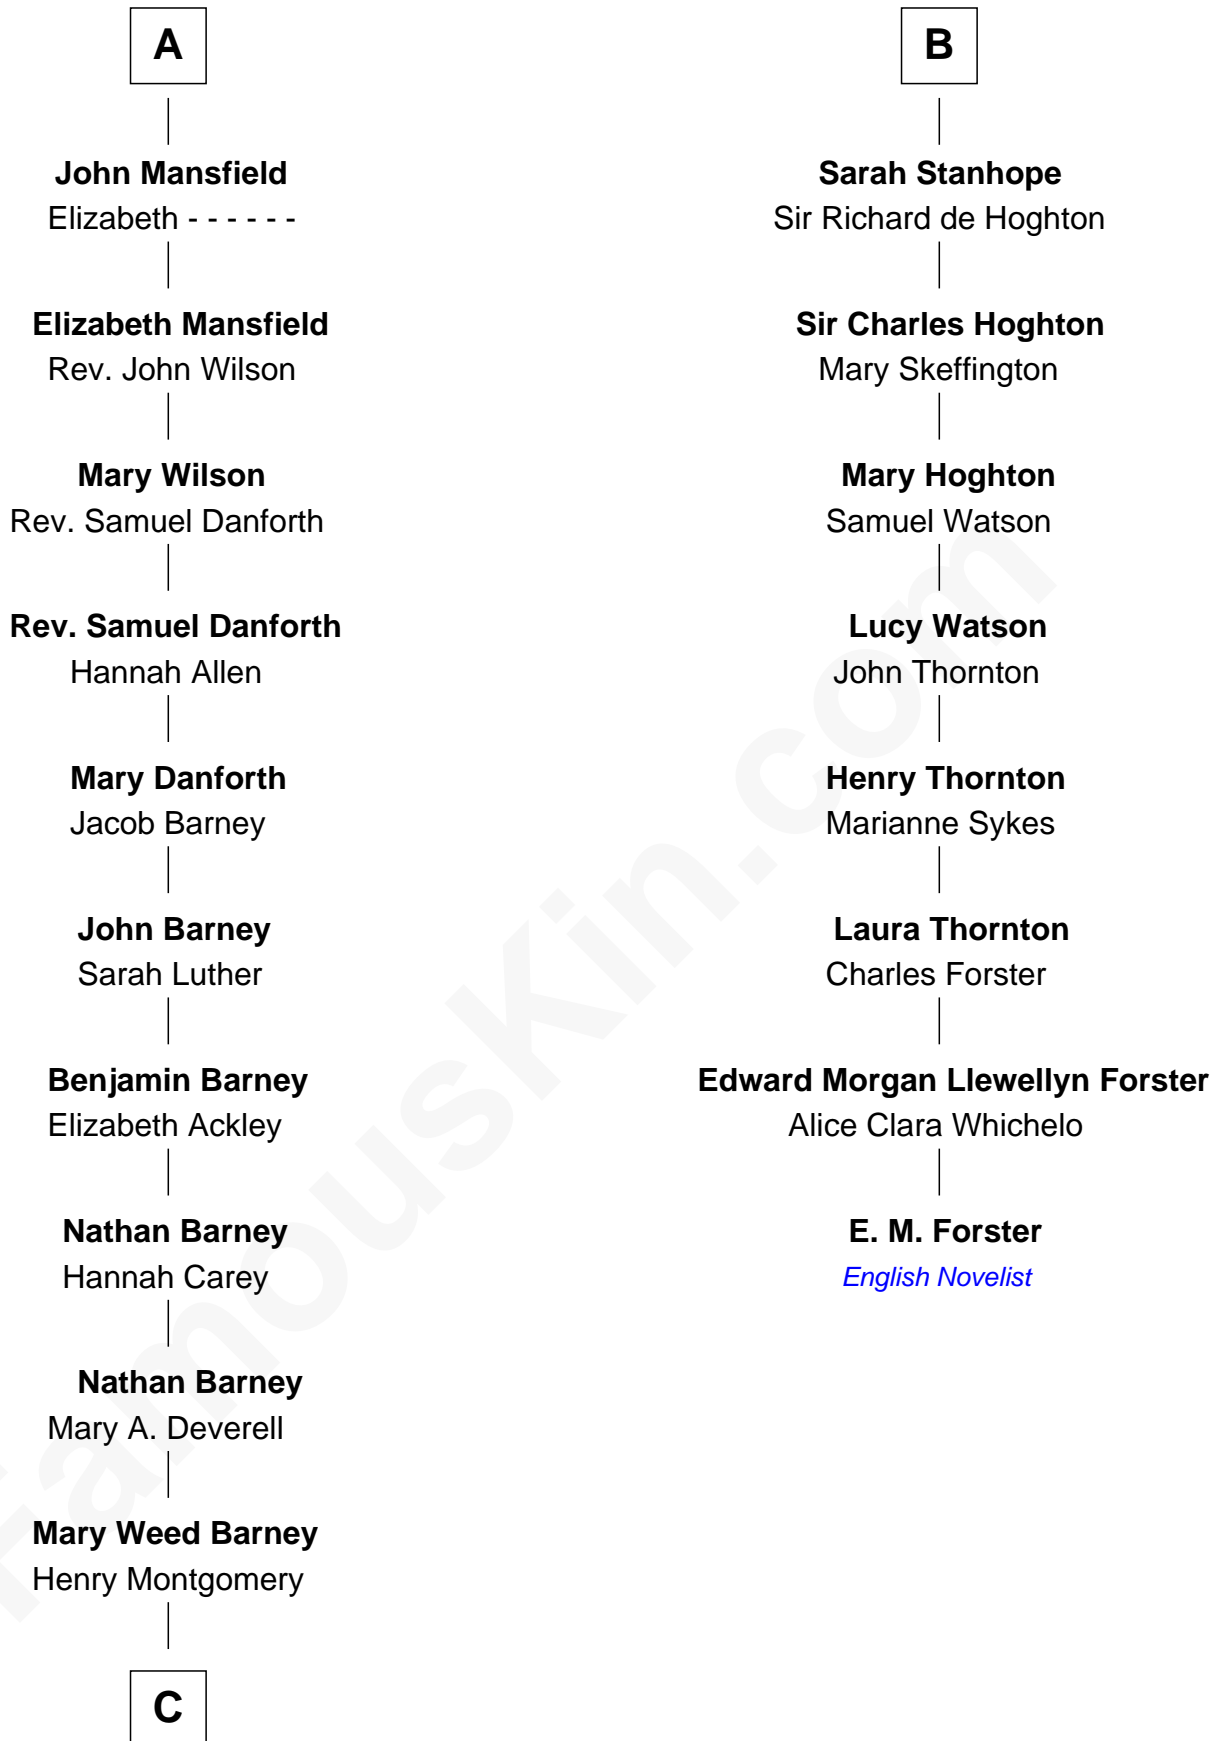 A
John Mansfield
Elizabeth - - - - - -
Elizabeth Mansfield
Rev. John Wilson
Mary Wilson
Rev. Samuel Danforth
Rev. Samuel Danforth
Hannah Allen
Mary Danforth
Jacob Barney
John Barney
Sarah Luther
Benjamin Barney
Elizabeth Ackley
Nathan Barney
Hannah Carey
Nathan Barney
Mary A. Deverell
Mary Weed Barney
Henry Montgomery
C
B
Sarah Stanhope
Sir Richard de Hoghton
Sir Charles Hoghton
Mary Skeffington
Mary Hoghton
Samuel Watson
Lucy Watson
John Thornton
Henry Thornton
Marianne Sykes
Laura Thornton
Charles Forster
Edward Morgan Llewellyn Forster
Alice Clara Whichelo
E. M. Forster
English Novelist
FamousKin.com